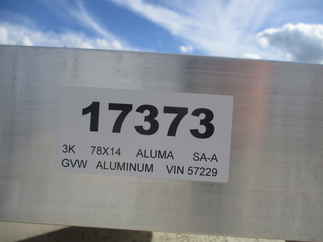 17373
3K 78X14 ALUMA SA-A
GVW ALUMINUM VIN 57229